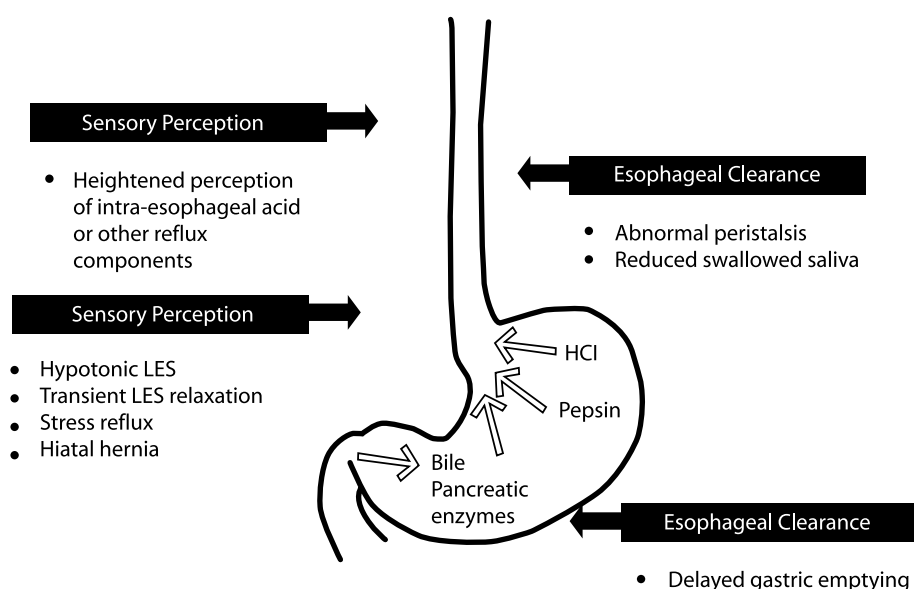 Sensory Perception
• Heightened perception
of intra-esophageal acid
or other reflux
components
Esophageal Clearance
• Abnormal peristalsis
• Reduced swallowed saliva
Sensory Perception
• Hypotonic LES
• Transient LES relaxation
• Stress reflux
• Hiatal hernia
HCl
Pepsin
Bile
Pancreatic
enzymes
Esophageal Clearance
• Delayed gastric emptying